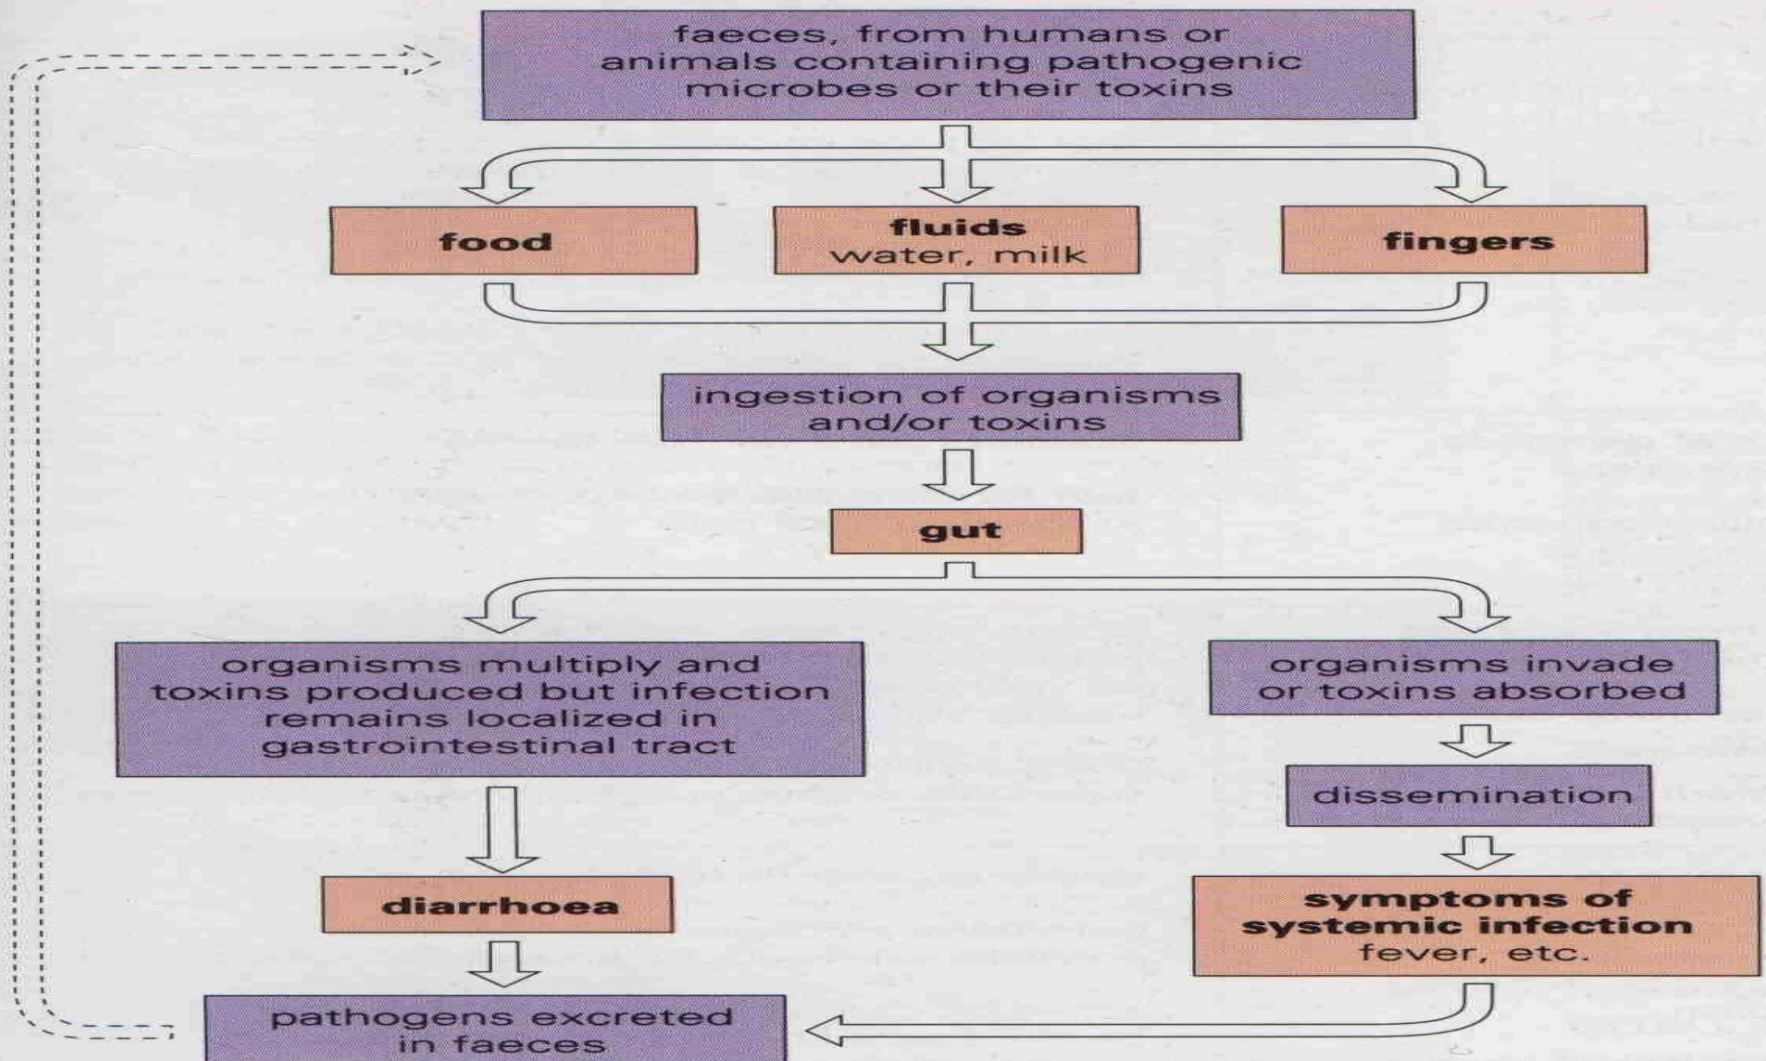 faeces, from humans or
animals containing pathogenic
microbes or their toxins
food
fluids
water, milk
fingers
ingestion of organisms
and/or toxins
gut
organisms multiply and
toxins produced but infection
remains localized in
gastrointestinal tract
organisms invade
or toxins absorbed
dissemination
diarrhoea
symptoms of
systemic infection
fever, etc.
pathogens excreted
in faeces